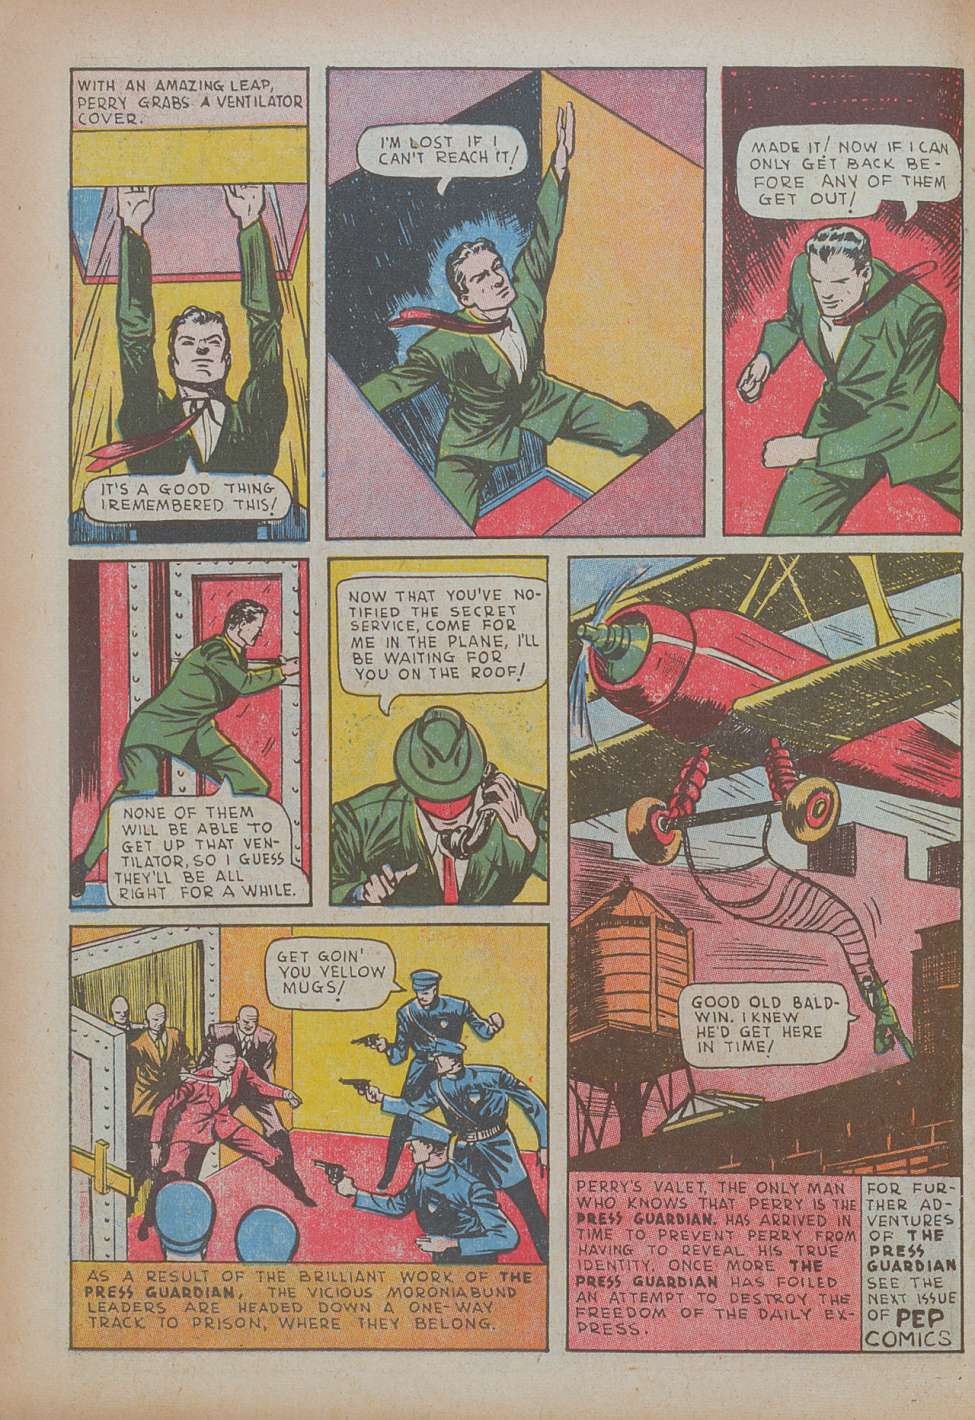 WITH AN AMAZING LEAP,
PERRY GRABS A VENTILATOR
COVER.
IT'S A GOOD THING
I REMEMBERED THIS!
I'M LOST IF I
CAN'T REACH IT!
MADE IT! NOW IF I CAN
ONLY GET BACK BE-
FORE ANY OF THEM
GET OUT!
NONE OF THEM
WILL BE ABLE TO
GET UP THAT VEN-
TILATOR, SO I GUESS
THEY'LL BE ALL
RIGHT FOR A WHILE.
NOW THAT YOU'VE NO-
TIFIED THE SECRET
SERVICE, COME FOR
ME IN THE PLANE, I'LL
BE WAITING FOR
YOU ON THE ROOF!
GOOD OLD BALD-
WIN. I KNEW
HE'D GET HERE
IN TIME!
GET GOIN'
YOU YELLOW
MUGS!
AS A RESULT OF THE BRILLIANT WORK OF THE
PRESS GUARDIAN, THE VICIOUS MORONIABUND
LEADERS ARE HEADED DOWN A ONE-WAY
TRACK TO PRISON, WHERE THEY BELONG.
PERRY'S VALET, THE ONLY MAN
WHO KNOWS THAT PERRY IS THE
PRESS GUARDIAN, HAS ARRIVED IN
TIME TO PREVENT PERRY FROM
HAVING TO REVEAL HIS TRUE
IDENTITY. ONCE MORE THE
PRESS GUARDIAN HAS FOILED
AN ATTEMPT TO DESTROY THE
FREEDOM OF THE DAILY EX-
PRESS.
FOR FUR-
THER AD-
VENTURES
OF THE
PRESS
GUARDIAN
SEE THE
NEXT ISSUE
OF PEP
COMICS